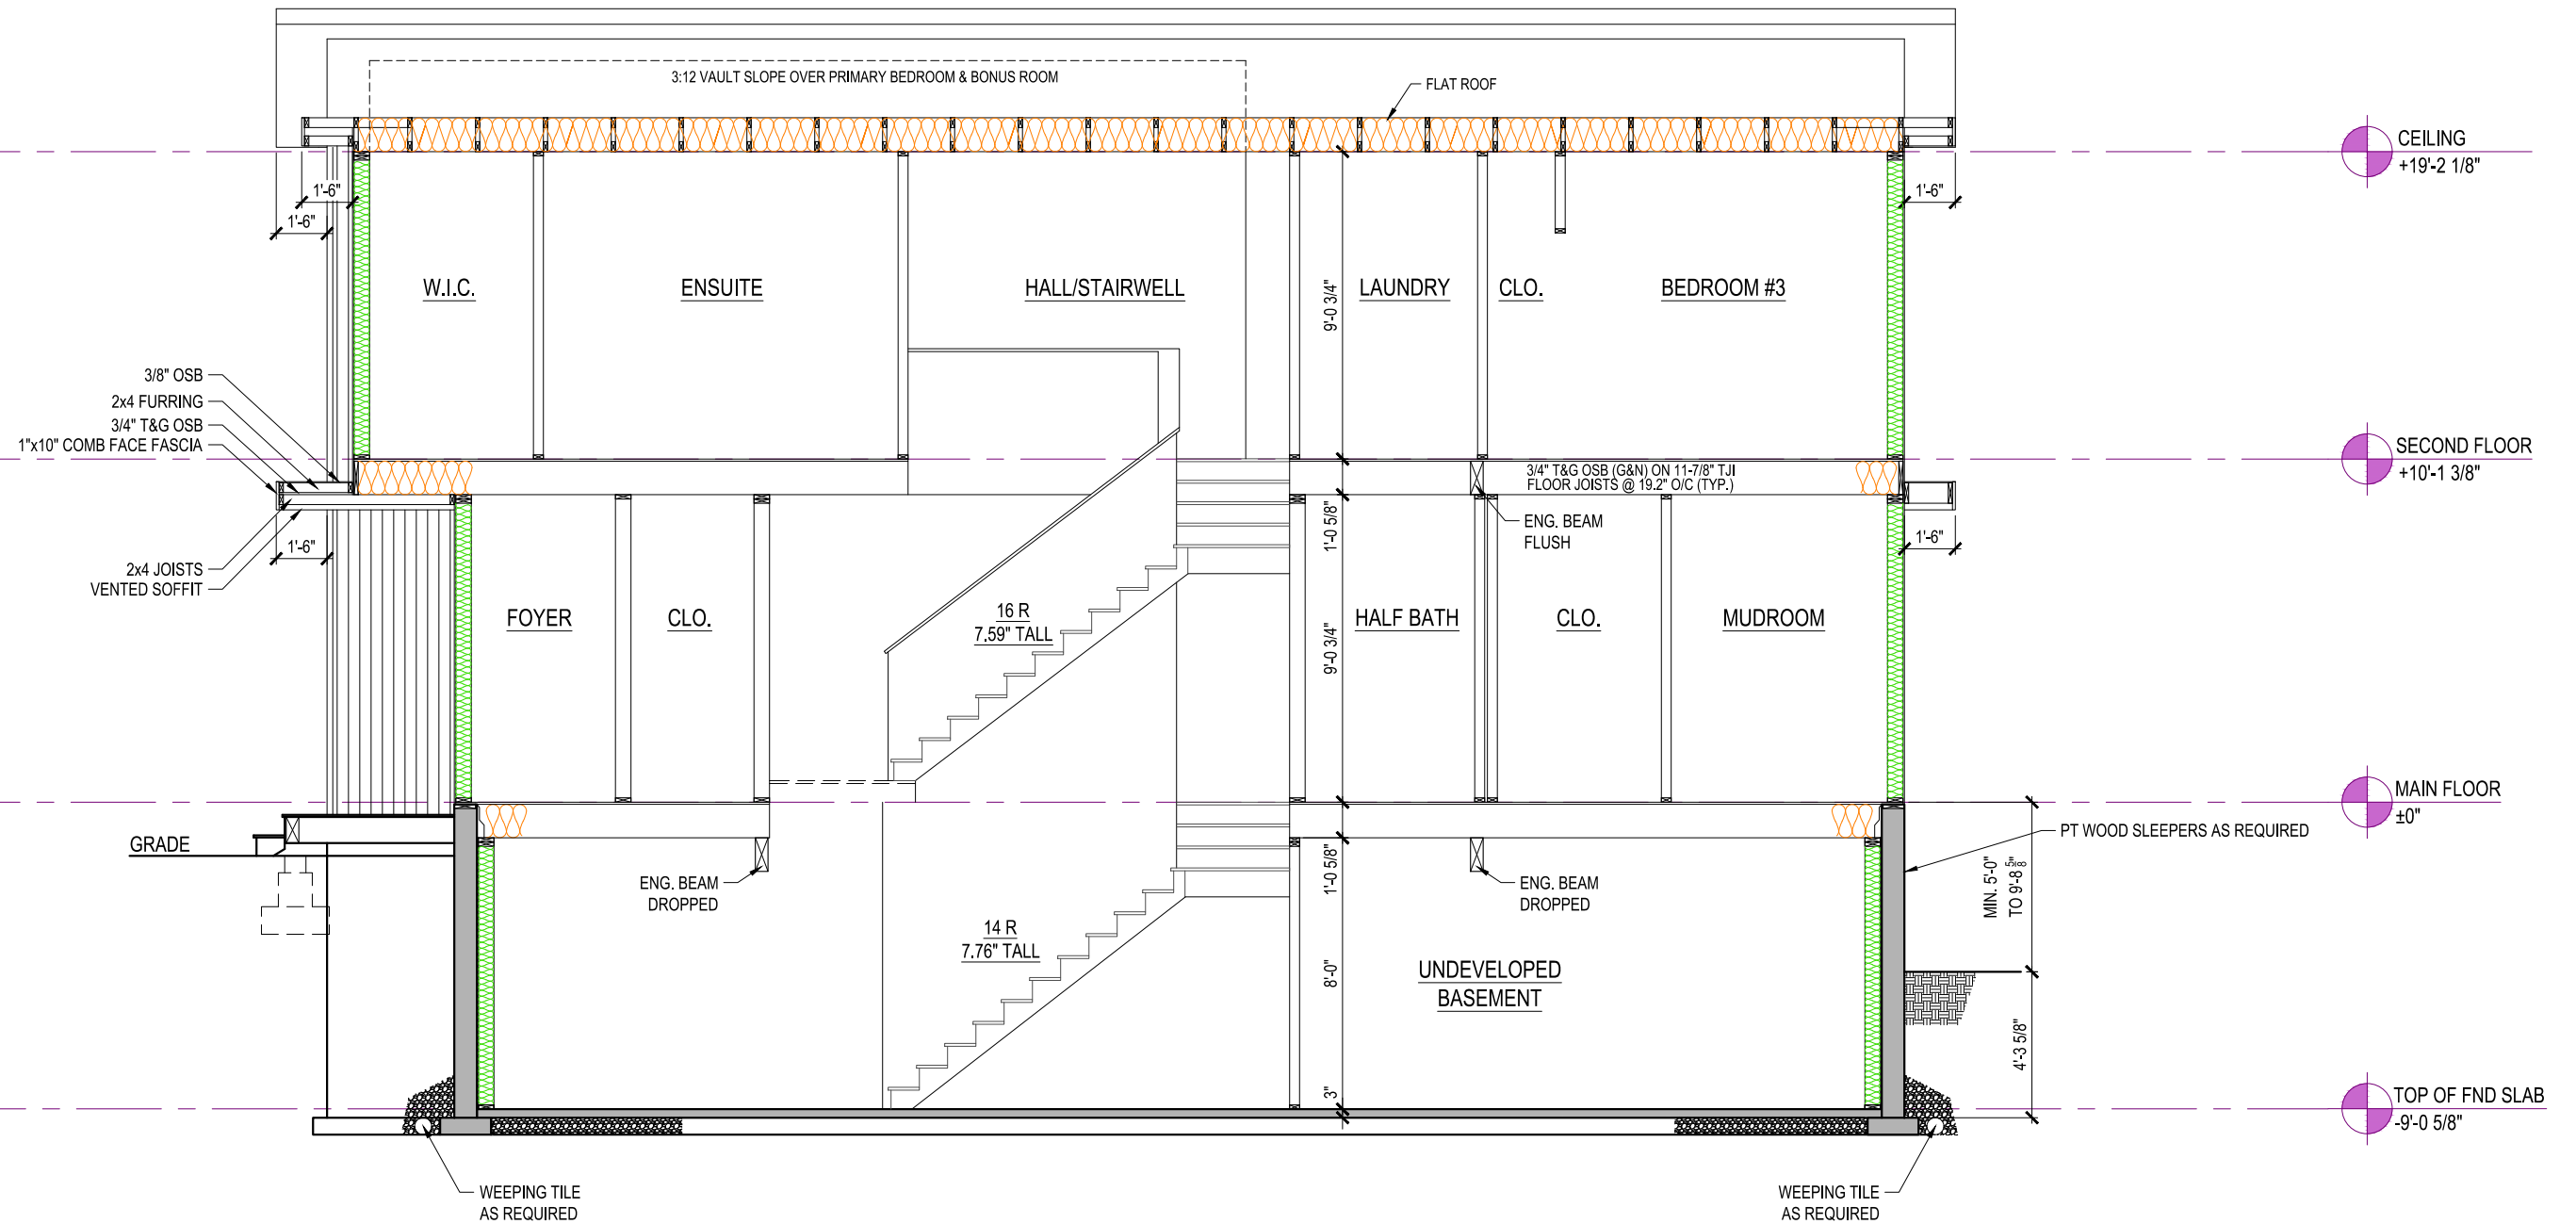 3:12 VAULT SLOPE OVER PRIMARY BEDROOM & BONUS ROOM
FLAT ROOF
CEILING
+19'-2 1/8"
1'-6"
1'-6"
1'-6"
W.I.C.
ENSUITE
HALL/STAIRWELL
9'-0 3/4"
LAUNDRY
CLO.
BEDROOM #3
3/8" OSB
2x4 FURRING
3/4" T&G OSB
1"x10" COMB FACE FASCIA
SECOND FLOOR
+10'-1 3/8"
3/4" T&G OSB (G&N) ON 11-7/8" TJI
FLOOR JOISTS @ 19.2" O/C (TYP.)
1'-0 5/8"
ENG. BEAM
FLUSH
1'-6"
1'-6"
2x4 JOISTS
VENTED SOFFIT
FOYER
CLO.
16 R
7.59" TALL
9'-0 3/4"
HALF BATH
CLO.
MUDROOM
MAIN FLOOR
±0"
GRADE
PT WOOD SLEEPERS AS REQUIRED
ENG. BEAM
DROPPED
1'-0 5/8"
ENG. BEAM
DROPPED
MIN. 5'-0"
TO 9'-8 5/8"
14 R
7.76" TALL
8'-0"
UNDEVELOPED
BASEMENT
4'-3 5/8"
3"
TOP OF FND SLAB
-9'-0 5/8"
WEEPING TILE
AS REQUIRED
WEEPING TILE
AS REQUIRED